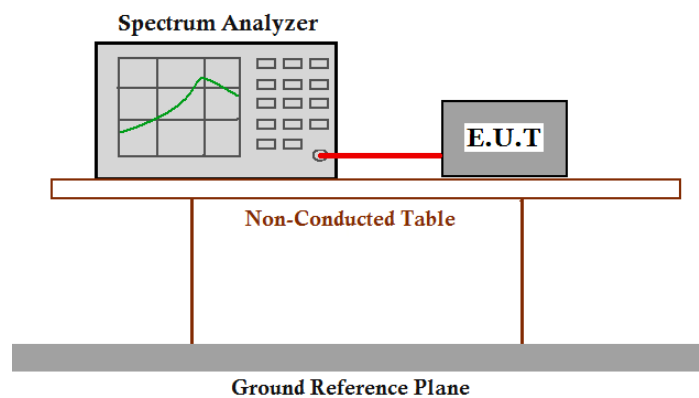 Spectrum Analyzer
E.U.T
Non-Conducted Table
Ground Reference Plane